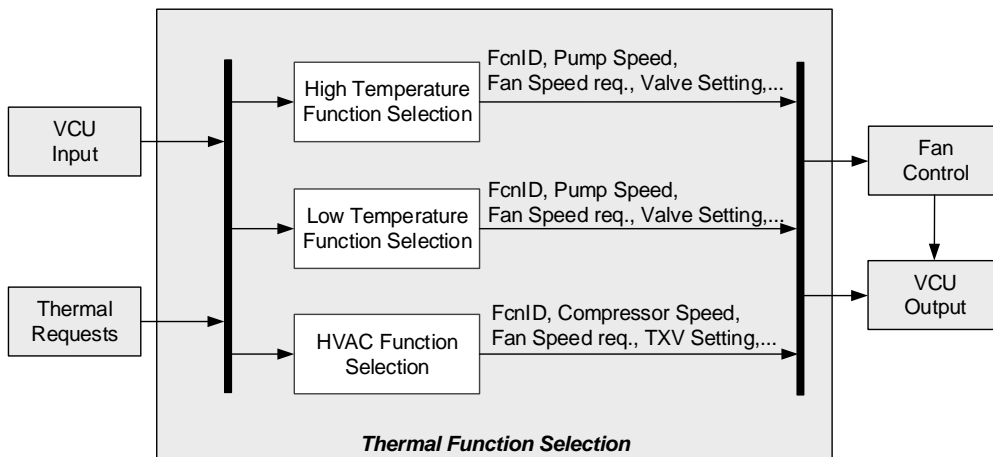 FcnID, Pump Speed,
Fan Speed req., Valve Setting,...
High Temperature
Function Selection
VCU
Input
Fan
Control
FcnID, Pump Speed,
Fan Speed req., Valve Setting,...
Low Temperature
Function Selection
VCU
Output
Thermal
Requests
FcnID, Compressor Speed,
Fan Speed req., TXV Setting,...
HVAC Function
Selection
Thermal Function Selection